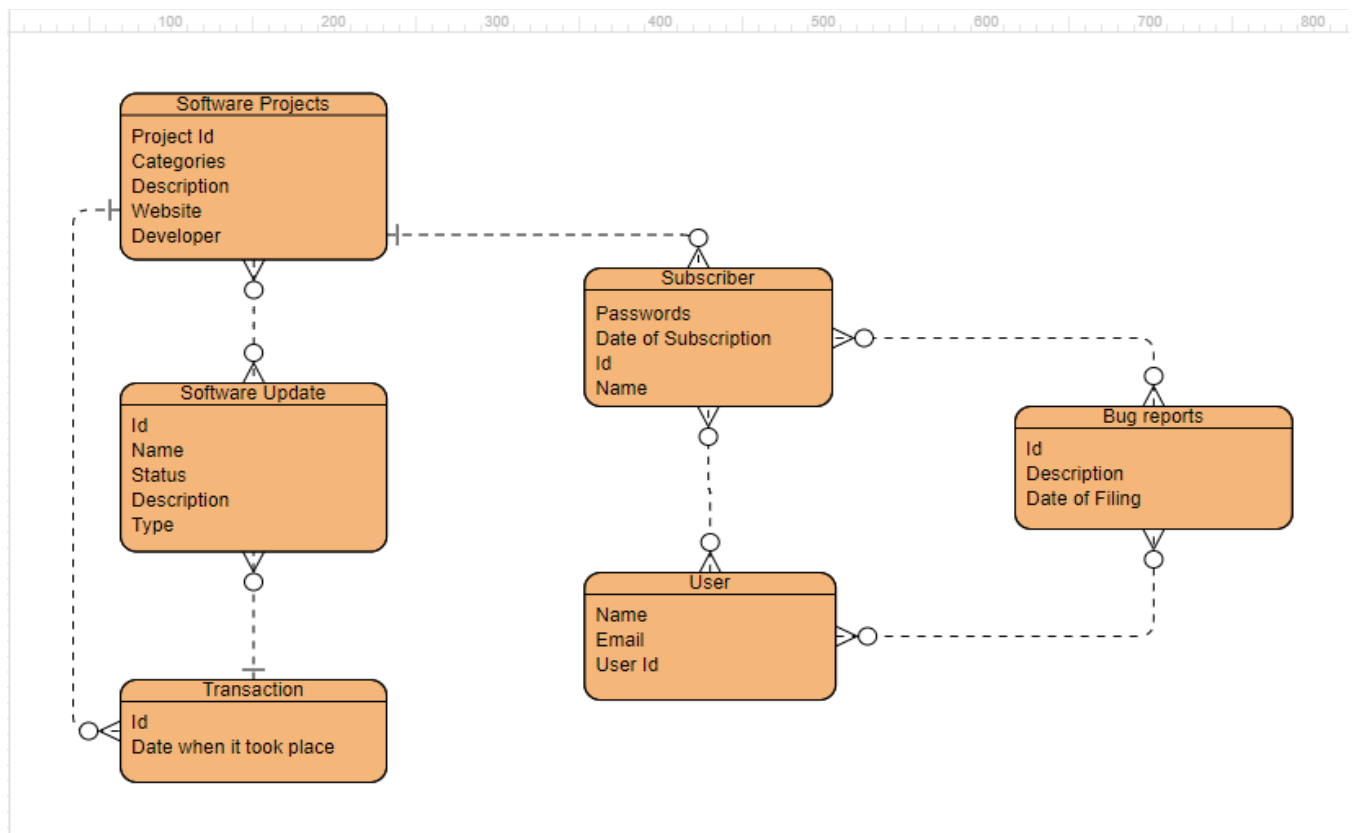 100 200 300 400 500 600 700 800
Software Projects
Project Id
Categories
Description
Website
Developer
Software Update
Id
Name
Status
Description
Type
Transaction
Id
Date when it took place
Subscriber
Passwords
Date of Subscription
Id
Name
User
Name
Email
User Id
Bug reports
Id
Description
Date of Filing